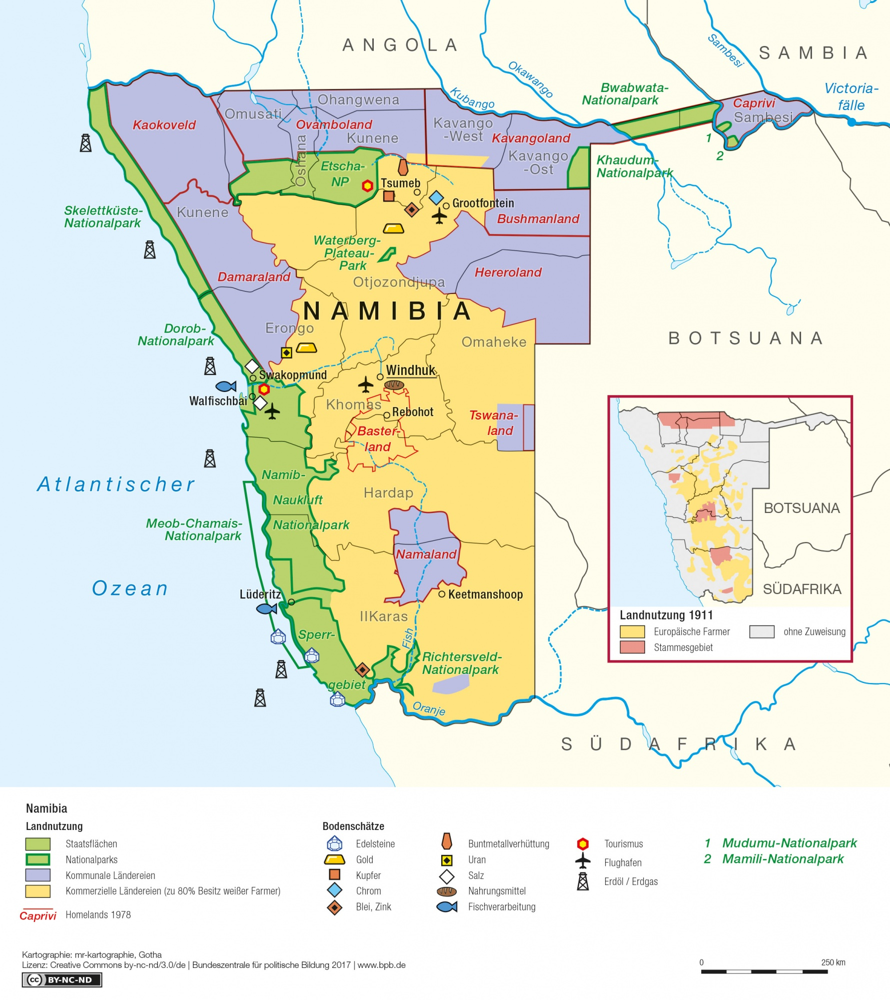 ANGOLA
SAMBIA
Sambesi
Okawango
Kubango
Bwabwata-
Nationalpark
Victoria-
fälle
Caprivi
Sambesi
1
2
Ohangwena
Omusati
Kaokoveld
Ovamboland
Kunene
Oshana
Kavango
-West
Kavangoland
Kavango
-Ost
Khaudum-
Nationalpark
Etscha-
NP
Tsumeb
Grootfontein
Bushmanland
Skelettküste-
Nationalpark
Kunene
Waterberg-
Plateau-
Park
Damaraland
Otjozondjupa
Hereroland
NAMIBIA
Dorob-
Nationalpark
Erongo
Omaheke
BOTSUANA
Swakopmund
Windhuk
Walfischbai
Khomas
Rebohot
Tswana-
land
Baster-
land
Atlantischer
Ozean
Namib-
Naukluft
Nationalpark
Hardap
Meob-Chamais-
Nationalpark
Namaland
Lüderitz
Keetmanshoop
IIKaras
Fish
Sperr-
gebiet
Richtersveld-
Nationalpark
Oranje
SÜDAFRIKA
BOTSUANA
SÜDAFRIKA
Landnutzung 1911
Europäische Farmer
ohne Zuweisung
Stammesgebiet
Namibia
Landnutzung
Staatsflächen
Nationalparks
Kommunale Ländereien
Kommerzielle Ländereien (zu 80% Besitz weißer Farmer)
Caprivi Homelands 1978
Bodenschätze
Edelsteine
Gold
Kupfer
Chrom
Blei, Zink
Buntmetallverhüttung
Uran
Salz
Nahrungsmittel
Fischverarbeitung
Tourismus
Flughafen
Erdöl / Erdgas
1 Mudumu-Nationalpark
2 Mamili-Nationalpark
Kartographie: mr-kartographie, Gotha
Lizenz: Creative Commons by-nc-nd/3.0/de | Bundeszentrale für politische Bildung 2017 | www.bpb.de
cc BY-NC-ND
0 250 km